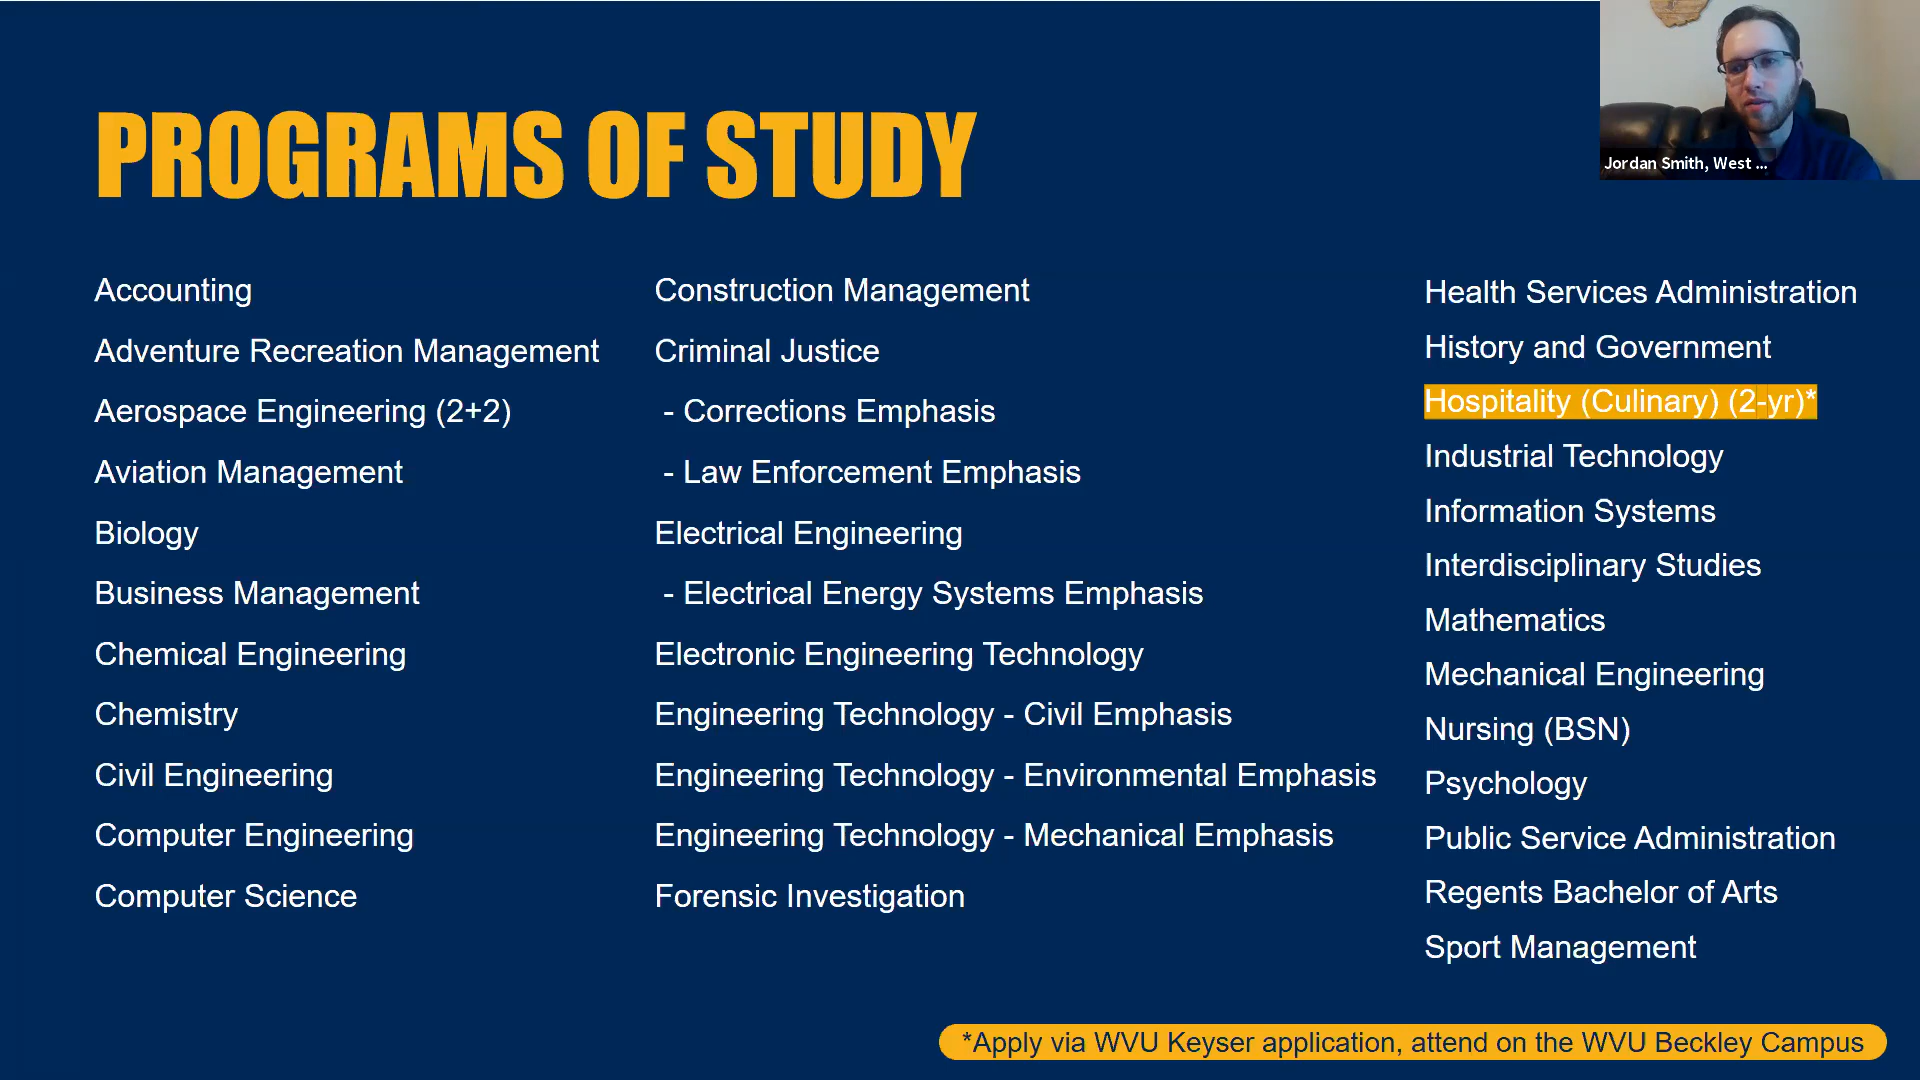 PROGRAMS OF STUDY
Jordan Smith, West ...
Accounting
Adventure Recreation Management
Aerospace Engineering (2+2)
Aviation Management
Biology
Business Management
Chemical Engineering
Chemistry
Civil Engineering
Computer Engineering
Computer Science
Construction Management
Criminal Justice
- Corrections Emphasis
- Law Enforcement Emphasis
Electrical Engineering
- Electrical Energy Systems Emphasis
Electronic Engineering Technology
Engineering Technology - Civil Emphasis
Engineering Technology - Environmental Emphasis
Engineering Technology - Mechanical Emphasis
Forensic Investigation
Health Services Administration
History and Government
Hospitality (Culinary) (2-yr)*
Industrial Technology
Information Systems
Interdisciplinary Studies
Mathematics
Mechanical Engineering
Nursing (BSN)
Psychology
Public Service Administration
Regents Bachelor of Arts
Sport Management
*Apply via WVU Keyser application, attend on the WVU Beckley Campus